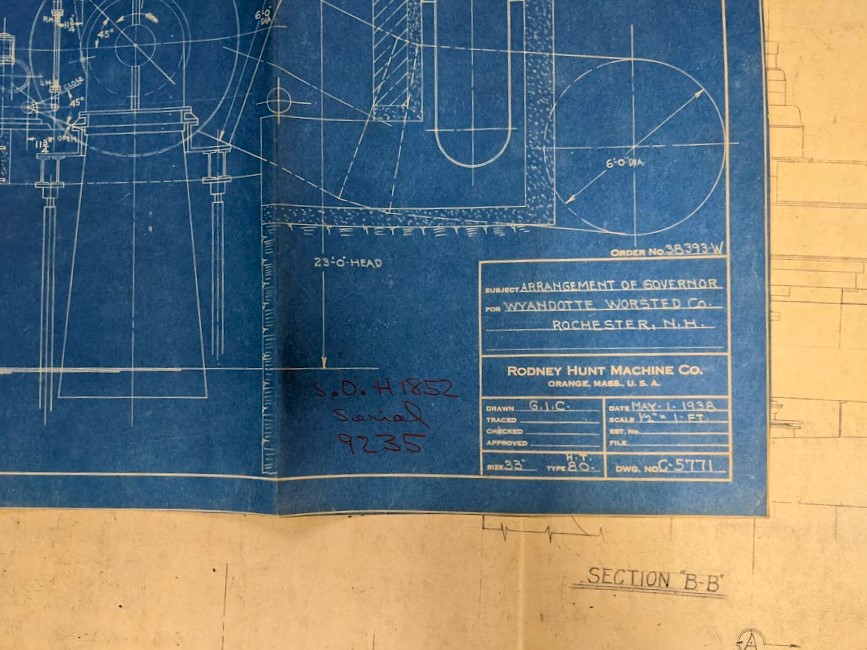 6'-0"
DIA.
45°
CLOSE
45°
OPEN
6'-0" DIA.
ORDER NO. 38393-W
23'-0" HEAD
SUBJECT ARRANGEMENT OF GOVERNOR
FOR WYANDOTTE WORSTED CO.
ROCHESTER, N.H.
RODNEY HUNT MACHINE CO.
ORANGE, MASS., U. S. A.
S.O. H1852
Serial
9235
DRAWN G.I.C. DATE MAY-1-1938
TRACED SCALE 1/2" = 1-FT.
CHECKED EST. No.
APPROVED FILE
SIZE 33" TYPE H.T. 80- DWG. NO. C-5771
SECTION "B-B"
A